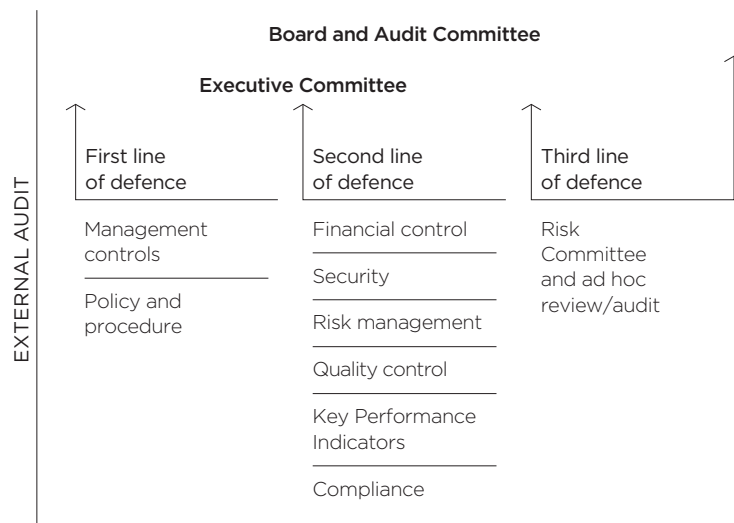 Board and Audit Committee
Executive Committee
EXTERNAL AUDIT
First line
of defence
Management
controls
Policy and
procedure
Second line
of defence
Financial control
Security
Risk management
Quality control
Key Performance
Indicators
Compliance
Third line
of defence
Risk
Committee
and ad hoc
review/audit